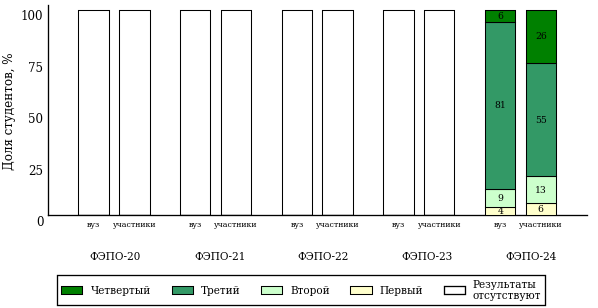 Доля студентов, %
100
75
50
25
0
6
81
9
4
26
55
13
6
вуз участники вуз участники вуз участники вуз участники вуз участники
ФЭПО-20 ФЭПО-21 ФЭПО-22 ФЭПО-23 ФЭПО-24
Четвертый Третий Второй Первый Результаты
отсутствуют